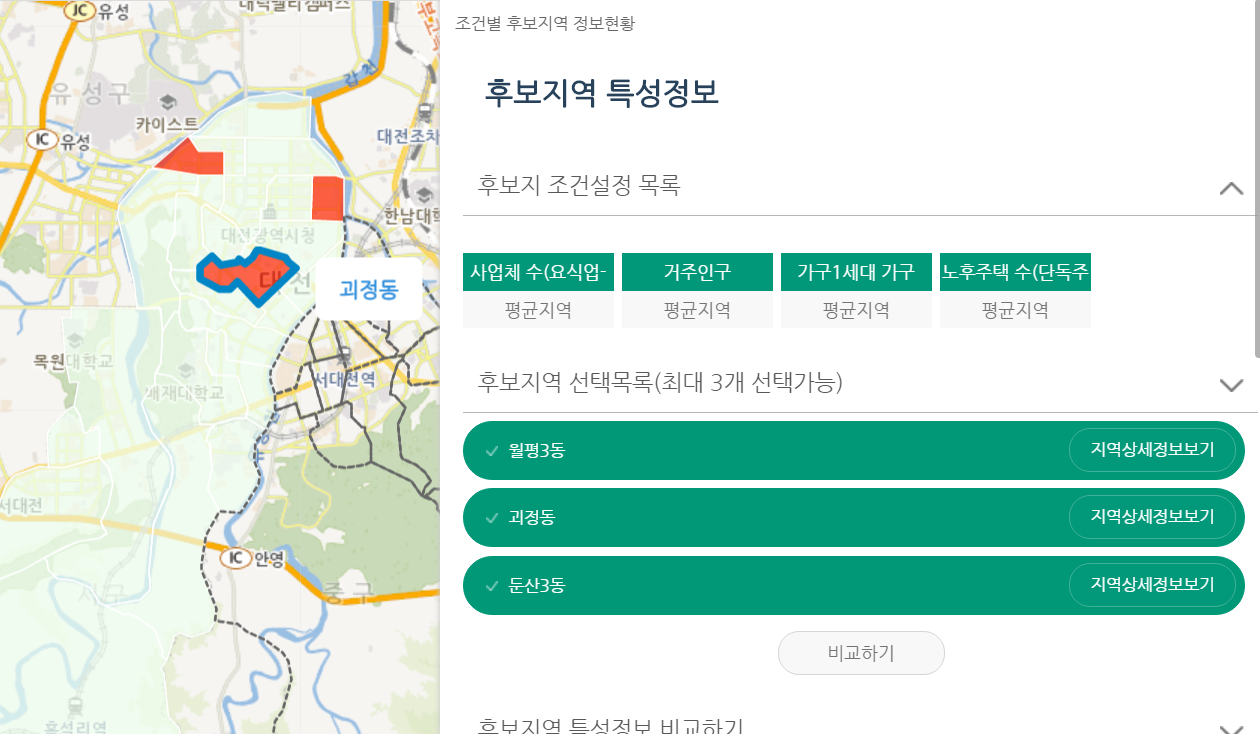 JC 유성
대덕밸리캠퍼스
갑천
유성구
카이스트
IC 유성
대전조차
한남대학
대전광역시청
대전
괴정동
목원대학교
배재대학교
서대전역
서대전
IC 안영
중구
서구
흑석리역
조건별 후보지역 정보현황
후보지역 특성정보
후보지 조건설정 목록
사업체 수(요식업- 거주인구 가구1세대 가구 노후주택 수(단독주
평균지역 평균지역 평균지역 평균지역
후보지역 선택목록(최대 3개 선택가능)
월평3동 지역상세정보보기
괴정동 지역상세정보보기
둔산3동 지역상세정보보기
비교하기
후보지역 특성정보 비교하기